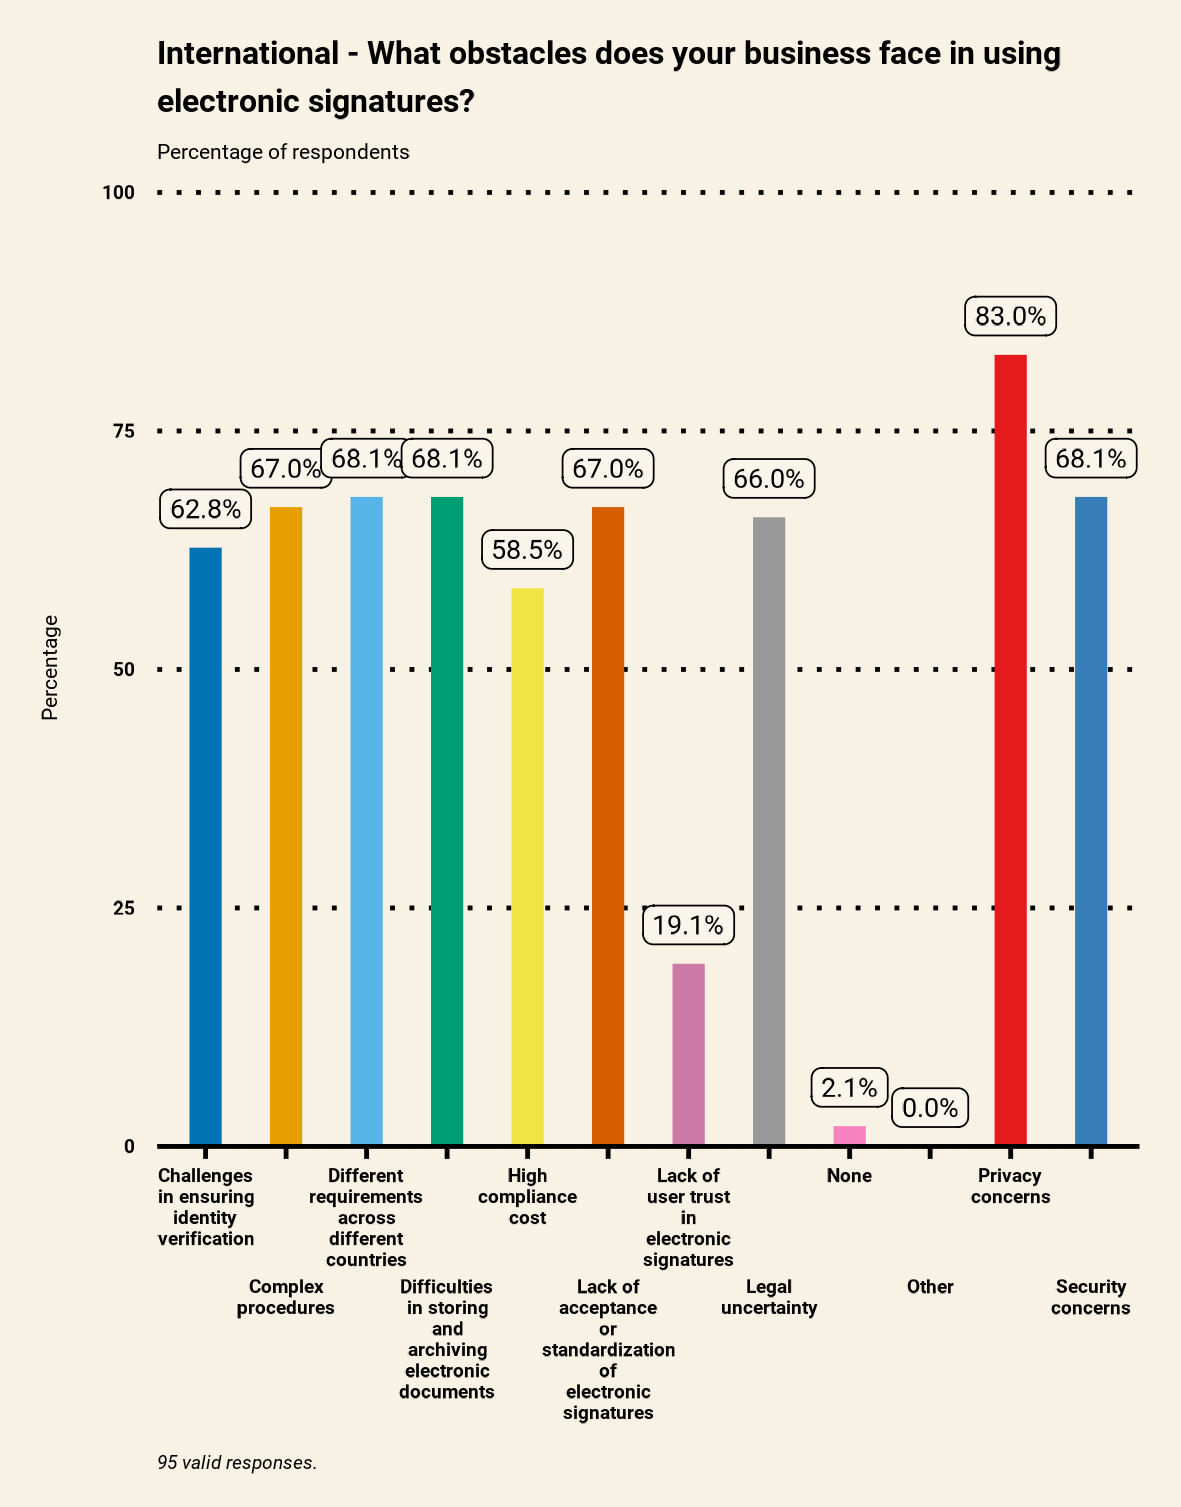 International - What obstacles does your business face in using
electronic signatures?
Percentage of respondents
100
75
50
25
0
Percentage
62.8%
67.0%
68.1%
68.1%
58.5%
67.0%
19.1%
66.0%
2.1%
0.0%
83.0%
68.1%
Challenges
in ensuring
identity
verification
Complex
procedures
Different
requirements
across
different
countries
Difficulties
in storing
and
archiving
electronic
documents
High
compliance
cost
Lack of
acceptance
or
standardization
of
electronic
signatures
Lack of
user trust
in
electronic
signatures
Legal
uncertainty
None
Other
Privacy
concerns
Security
concerns
95 valid responses.